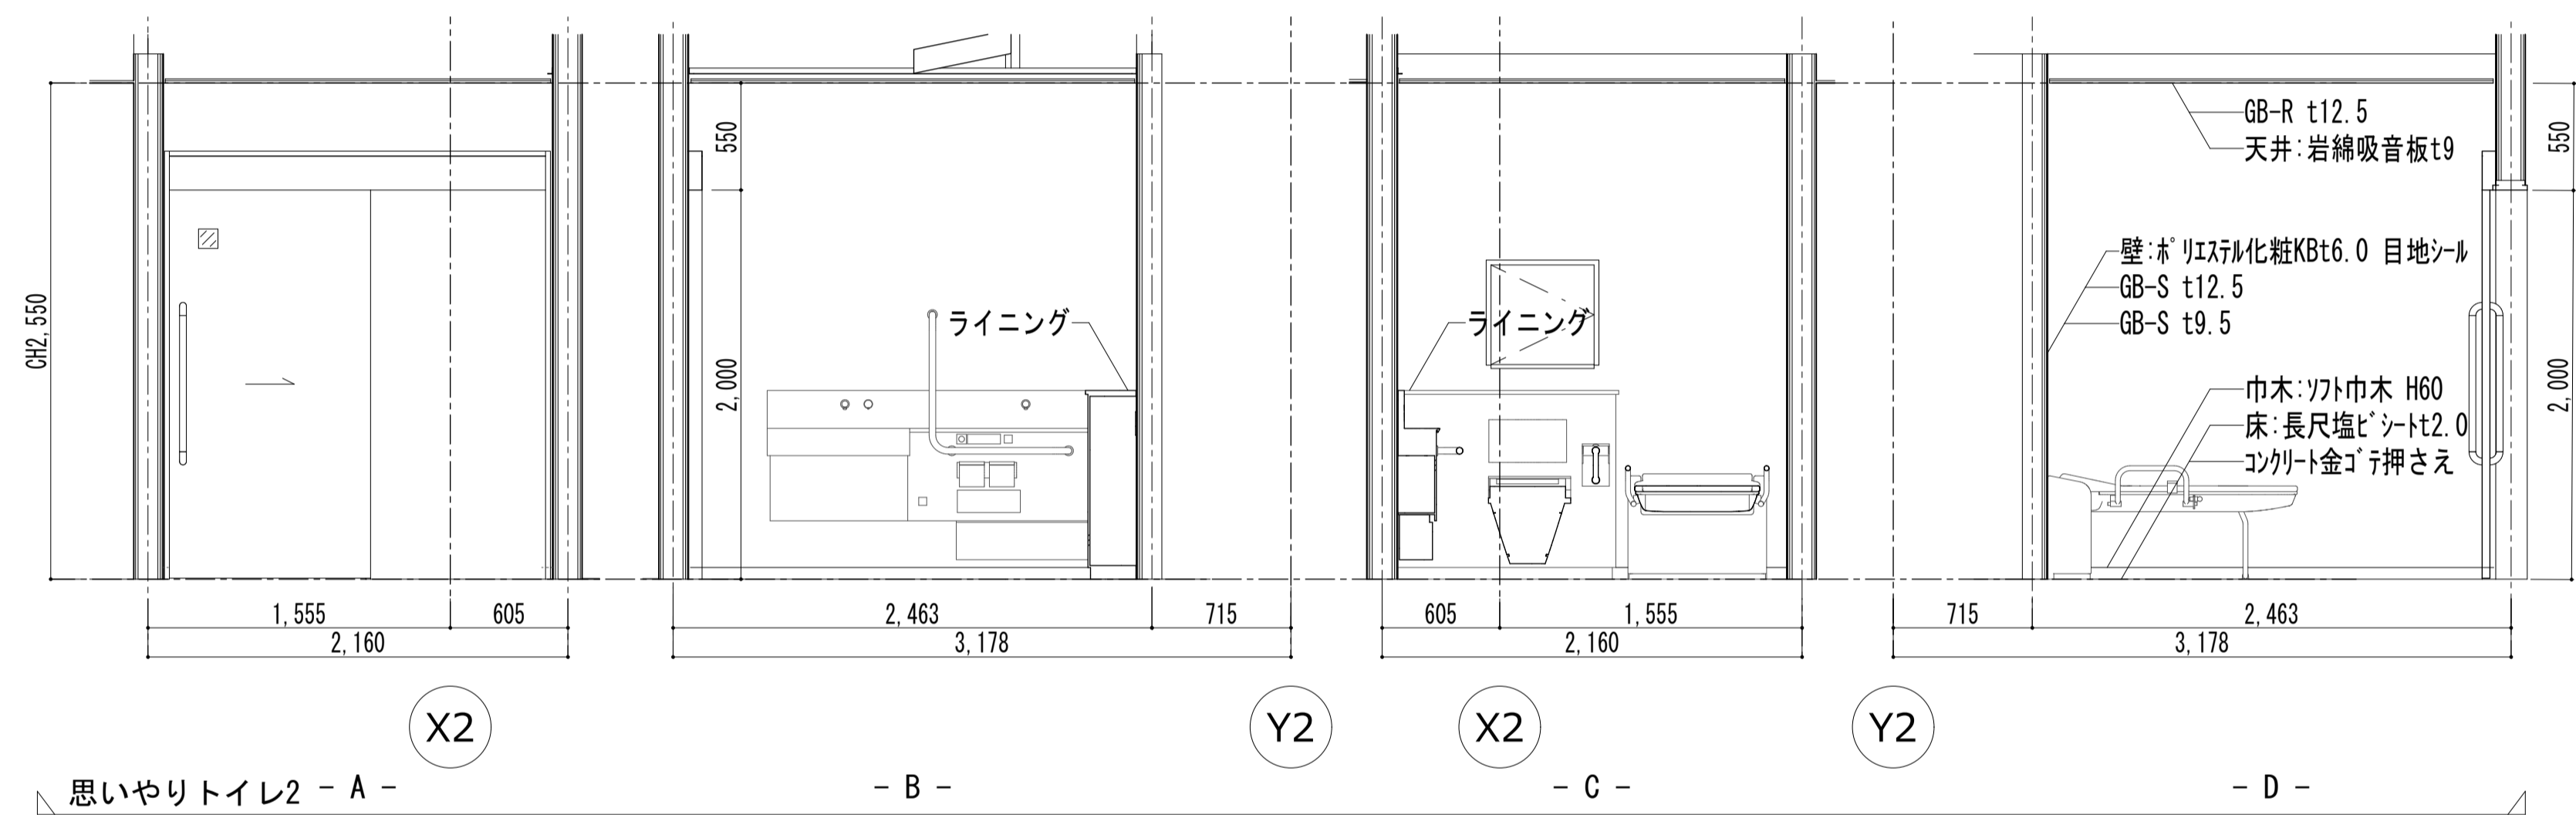 GB-R t12.5
天井:岩綿吸音板t9
550
550
壁:ポリエステル化粧KBt6.0 目地シール
GB-S t12.5
GB-S t9.5
CH2,550
ライニング
ライニング
2,000
2,000
巾木:ソフト巾木 H60
床:長尺塩ビシートt2.0
コンクリート金ゴテ押さえ
1,555 605 2,463 715 605 1,555 715 2,463
2,160 3,178 2,160 3,178
X2 Y2 X2 Y2
思いやりトイレ2 - A - - B - - C - - D -